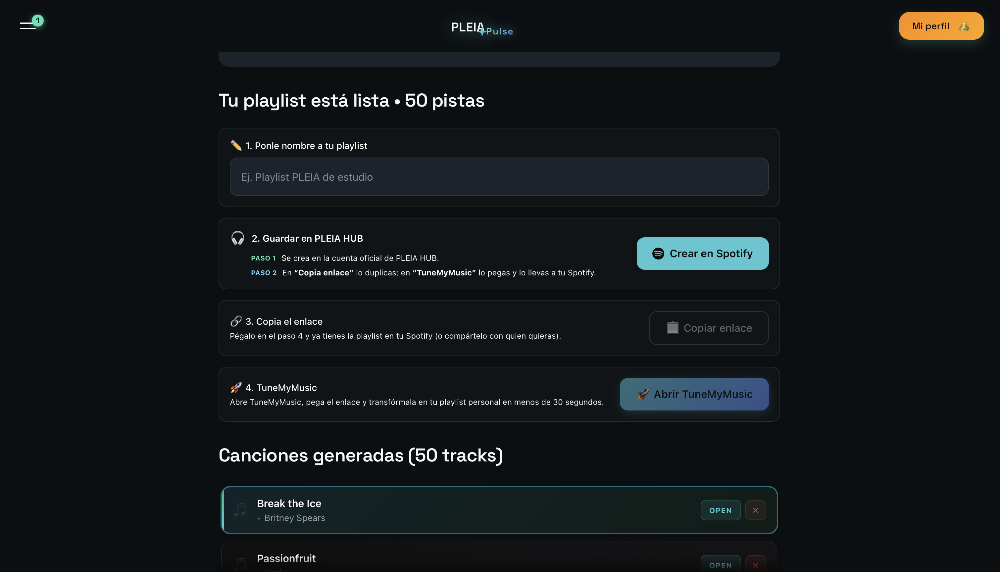 1
PLEIA Pulse
Mi perfil
Tu playlist está lista • 50 pistas
1. Ponle nombre a tu playlist
Ej. Playlist PLEIA de estudio
2. Guardar en PLEIA HUB
PASO 1 Se crea en la cuenta oficial de PLEIA HUB.
PASO 2 En “Copia enlace” lo duplicas; en “TuneMyMusic” lo pegas y lo llevas a tu Spotify.
Crear en Spotify
3. Copia el enlace
Pégalo en el paso 4 y ya tienes la playlist en tu Spotify (o compártelo con quien quieras).
Copiar enlace
4. TuneMyMusic
Abre TuneMyMusic, pega el enlace y transfórmala en tu playlist personal en menos de 30 segundos.
Abrir TuneMyMusic
Canciones generadas (50 tracks)
Break the Ice
• Britney Spears
OPEN
Passionfruit
OPEN